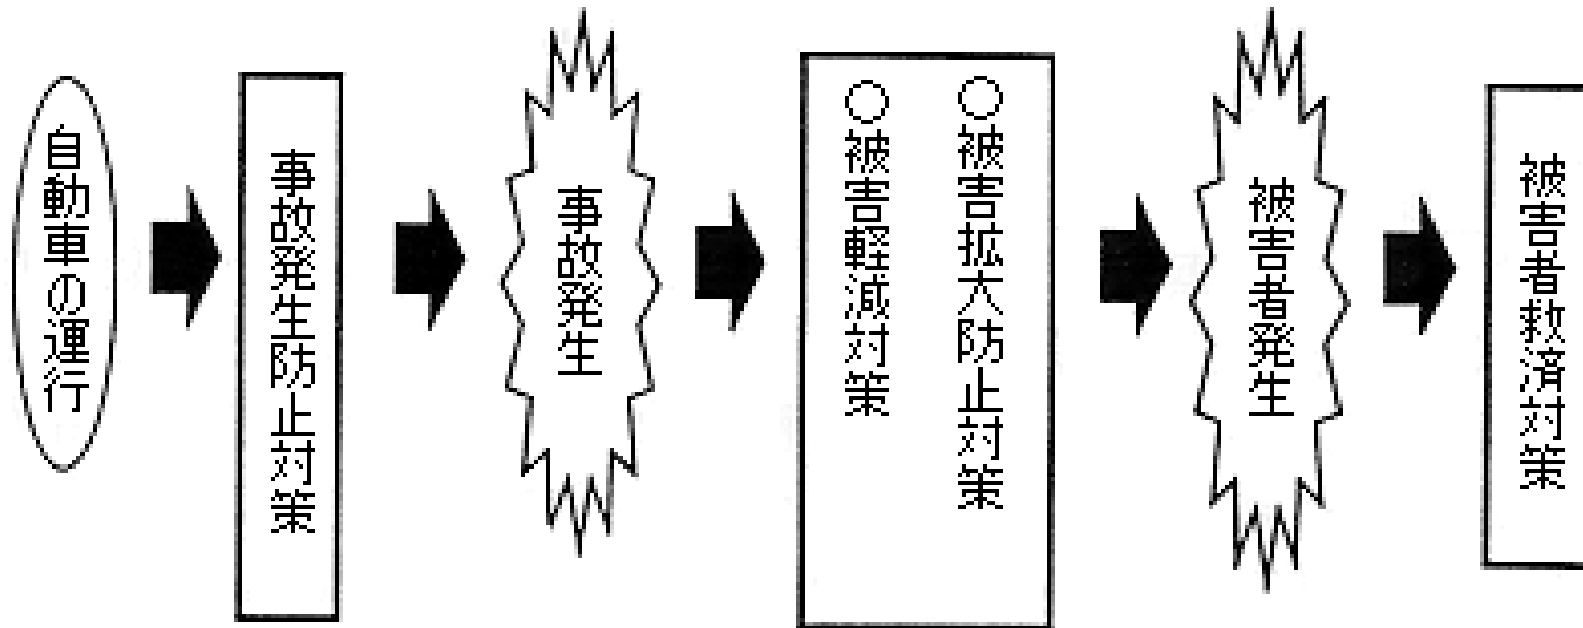 自動車の運行
事故発生防止対策
事故発生
○被害拡大防止対策
○被害軽減対策
被害者発生
被害者救済対策